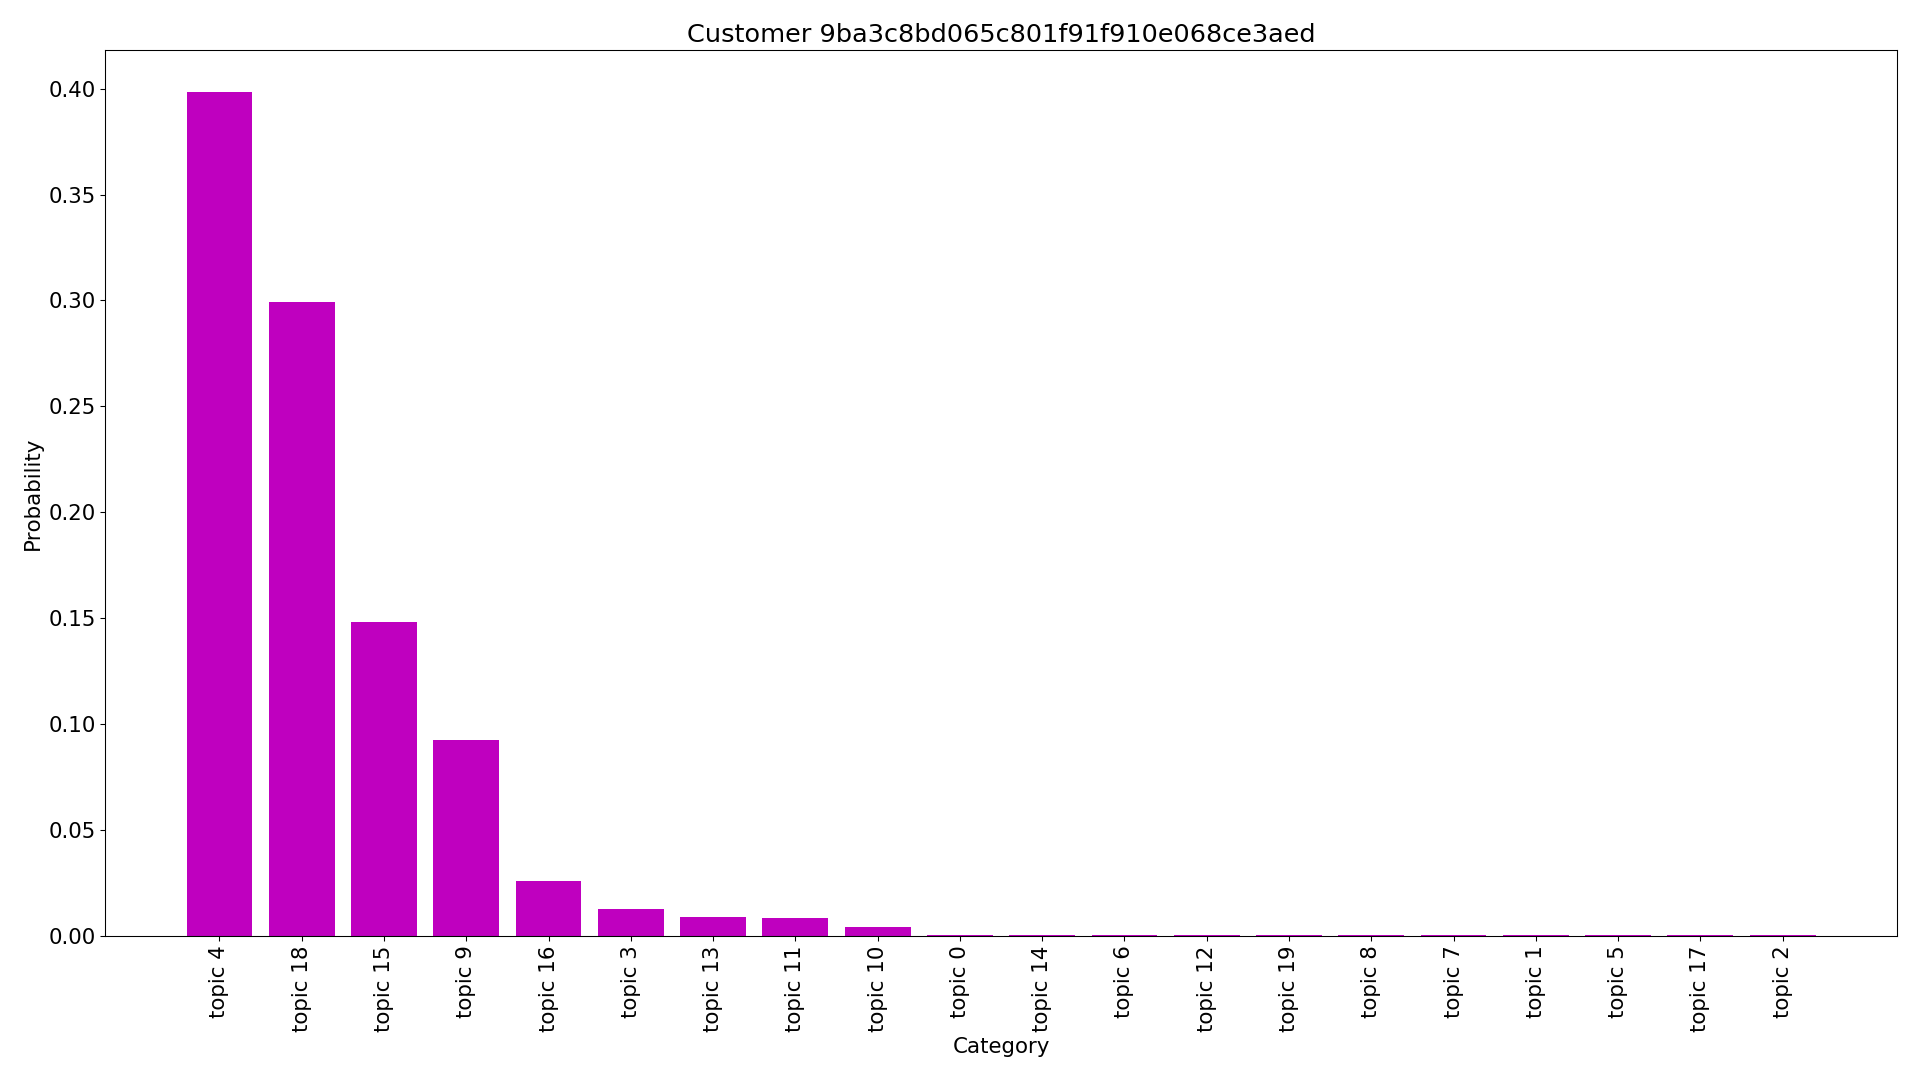 Customer 9ba3c8bd065c801f91f910e068ce3aed
Probability
0.40
0.35
0.30
0.25
0.20
0.15
0.10
0.05
0.00
topic 4
topic 18
topic 15
topic 9
topic 16
topic 3
topic 13
topic 11
topic 10
topic 0
topic 14
topic 6
topic 12
topic 19
topic 8
topic 7
topic 1
topic 5
topic 17
topic 2
Category